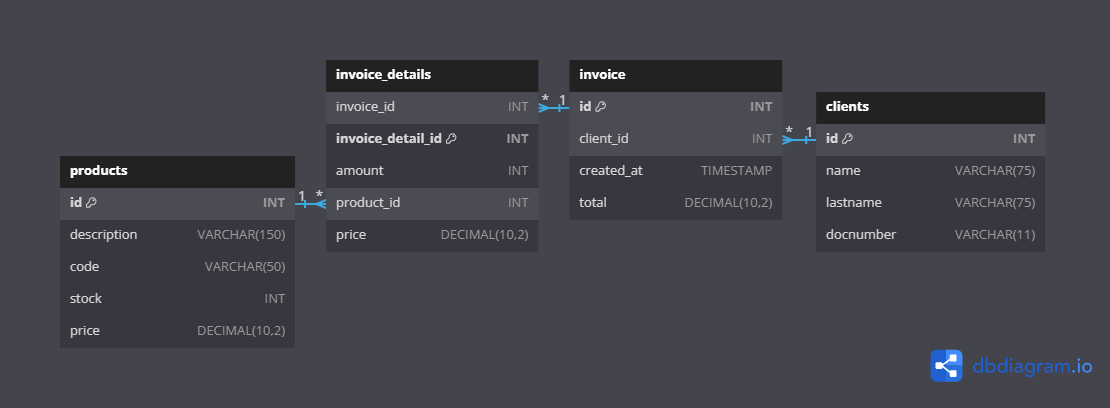 products
id INT
description VARCHAR(150)
code VARCHAR(50)
stock INT
price DECIMAL(10,2)
1 *
invoice_details
invoice_id INT
invoice_detail_id INT
amount INT
product_id INT
price DECIMAL(10,2)
* 1
invoice
id INT
client_id INT
created_at TIMESTAMP
total DECIMAL(10,2)
* 1
clients
id INT
name VARCHAR(75)
lastname VARCHAR(75)
docnumber VARCHAR(11)
dbdiagram.io